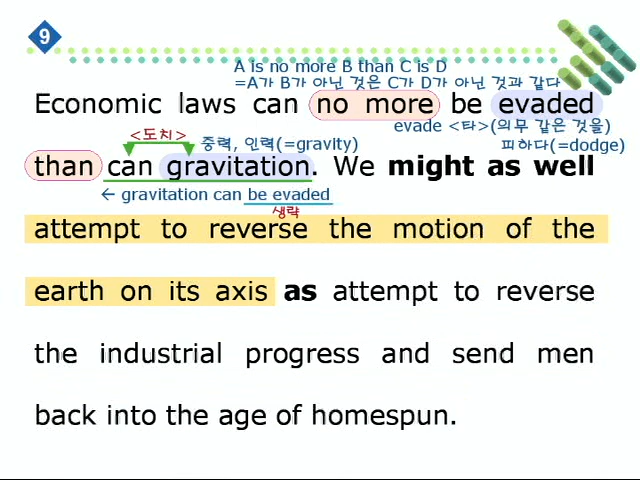 9
A is no more B than C is D
=A가 B가 아닌 것은 C가 D가 아닌 것과 같다
Economic laws can no more be evaded
evade <타>(의무 같은 것을)
<도치> 중력, 인력(=gravity) 피하다(=dodge)
than can gravitation. We might as well
← gravitation can be evaded
생략
attempt to reverse the motion of the
earth on its axis as attempt to reverse
the industrial progress and send men
back into the age of homespun.